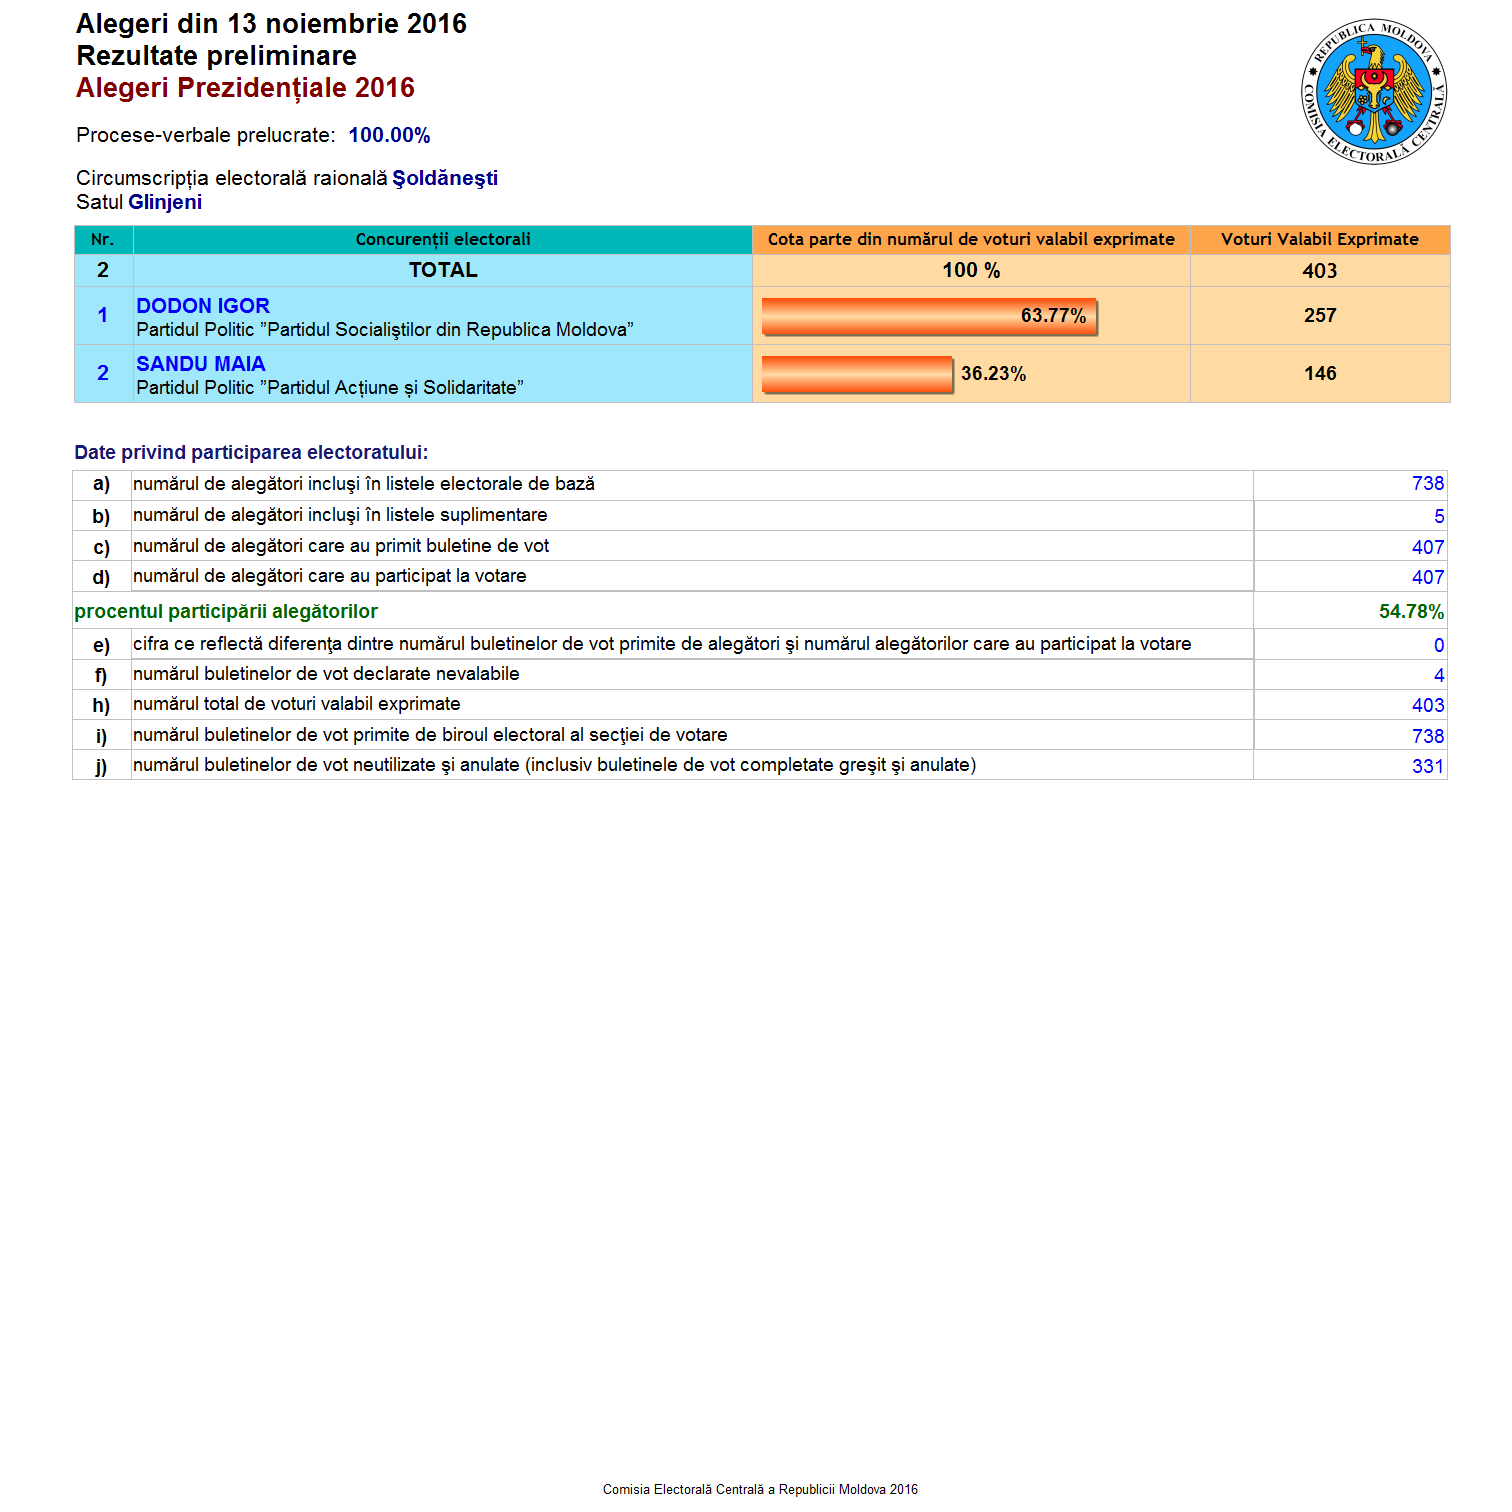 Alegeri din 13 noiembrie 2016
Rezultate preliminare
Alegeri Prezidențiale 2016
REPUBLICA MOLDOVA
COMISIA ELECTORALĂ CENTRALĂ
Procese-verbale prelucrate: 100.00%
Circumscripția electorală raională Şoldăneşti
Satul Glinjeni
Nr. Concurenții electorali Cota parte din numărul de voturi valabil exprimate Voturi Valabil Exprimate
2 TOTAL 100 % 403
1 DODON IGOR 63.77% 257
Partidul Politic ”Partidul Socialiştilor din Republica Moldova”
2 SANDU MAIA 36.23% 146
Partidul Politic ”Partidul Acțiune și Solidaritate”
Date privind participarea electoratului:
a) numărul de alegători incluşi în listele electorale de bază 738
b) numărul de alegători incluşi în listele suplimentare 5
c) numărul de alegători care au primit buletine de vot 407
d) numărul de alegători care au participat la votare 407
procentul participării alegătorilor 54.78%
e) cifra ce reflectă diferenţa dintre numărul buletinelor de vot primite de alegători şi numărul alegătorilor care au participat la votare 0
f) numărul buletinelor de vot declarate nevalabile 4
h) numărul total de voturi valabil exprimate 403
i) numărul buletinelor de vot primite de biroul electoral al secţiei de votare 738
j) numărul buletinelor de vot neutilizate şi anulate (inclusiv buletinele de vot completate greşit şi anulate) 331
Comisia Electorală Centrală a Republicii Moldova 2016